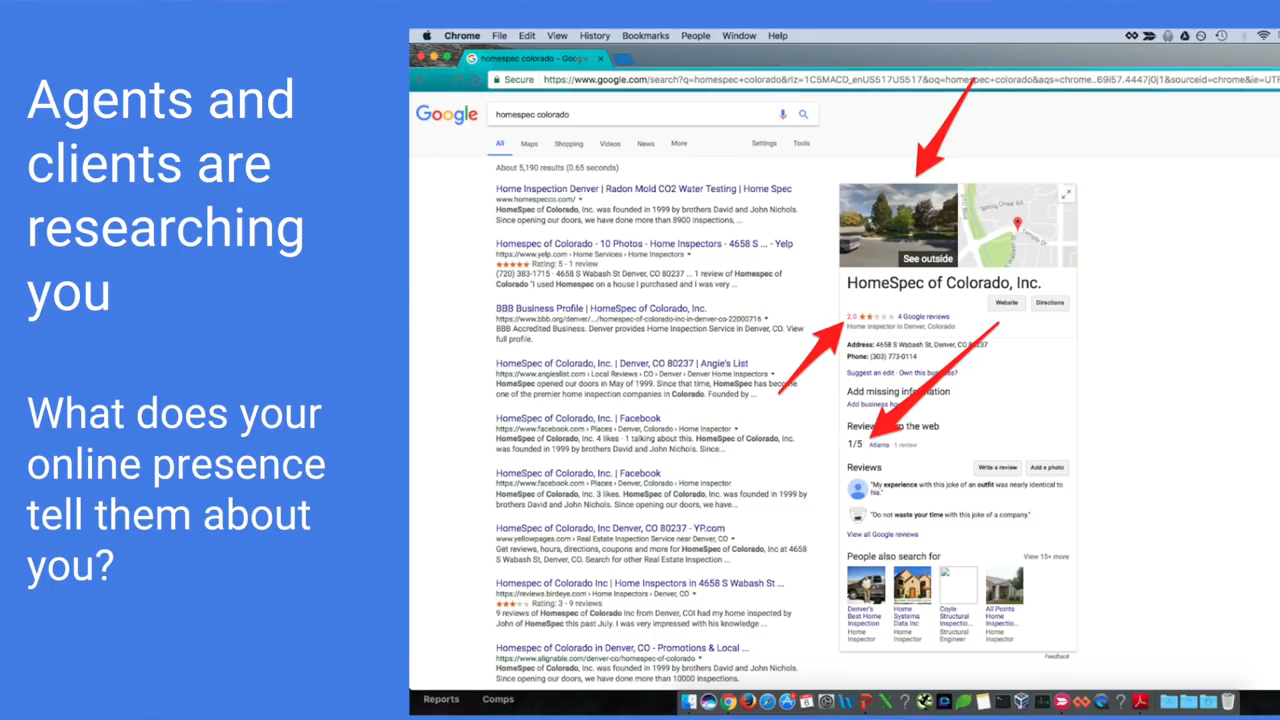 Agents and
clients are
researching
you
What does your
online presence
tell them about
you?
Chrome File Edit View History Bookmarks People Window Help
homespec colorado - Goog
Secure https://www.google.com/search?q=homespec+colorado&rlz=1C5MACD_enUS517US517&oq=homespec+colorado&aqs=chrome..69i57.4447j0j1&sourceid=chrome&ie=UTF
Google
homespec colorado
All Maps Shopping Videos News More Settings Tools
About 5,190 results (0.65 seconds)
Home Inspection Denver | Radon Mold CO2 Water Testing | Home Spec
www.homespecco.com/
HomeSpec of Colorado, Inc. was founded in 1999 by brothers David and John Nichols.
Since opening our doors, we have done more than 8900 inspections, ...
Homespec of Colorado - 10 Photos - Home Inspectors - 4658 S ... - Yelp
https://www.yelp.com › Home Services › Home Inspectors
Rating: 5 - 1 review
(720) 383-1715 · 4658 S Wabash St Denver, CO 80237 ... 1 review of Homespec of
Colorado "I used Homespec on a house I purchased and I was very ...
BBB Business Profile | HomeSpec of Colorado, Inc.
https://www.bbb.org/denver/.../homespec-of-colorado-inc-in-denver-co-22000716
BBB Accredited Business. Denver provides Home Inspection Service in Denver, CO. View
full profile.
HomeSpec of Colorado, Inc. | Denver, CO 80237 | Angie's List
https://www.angieslist.com › Local Reviews › CO › Denver › Denver Home Inspectors
HomeSpec opened our doors in May of 1999. Since that time, HomeSpec has become
one of the premier home inspection companies in Colorado. Founded by ...
HomeSpec of Colorado, Inc. | Facebook
https://www.facebook.com › Places › Denver, Colorado › Home Inspector
HomeSpec of Colorado, Inc. 4 likes · 1 talking about this. HomeSpec of Colorado, Inc.
was founded in 1999 by brothers David and John Nichols. Since...
HomeSpec of Colorado, Inc. | Facebook
https://www.facebook.com › Places › Denver, Colorado › Home Inspector
HomeSpec of Colorado, Inc. 3 likes. HomeSpec of Colorado, Inc. was founded in 1999 by
brothers David and John Nichols. Since opening our doors, we have...
HomeSpec of Colorado, Inc Denver, CO 80237 - YP.com
https://www.yellowpages.com › Real Estate Inspection Service near Denver, CO
Get reviews, hours, directions, coupons and more for HomeSpec of Colorado, Inc at 4658
S Wabash St, Denver, CO. Search for other Real Estate Inspection ...
Homespec of Colorado Inc | Home Inspectors in 4658 S Wabash St ...
https://reviews.birdeye.com › Home Inspectors › Denver, CO
Rating: 3 - 9 reviews
9 reviews of Homespec of Colorado Inc from Denver, COI had my home inspected by
John of HomeSpec this past July. I was very impressed with his knowledge ...
HomeSpec of Colorado in Denver, CO - Promotions & Local ...
https://www.alignable.com/denver-co/homespec-of-colorado
HomeSpec of Colorado, Inc. was founded in 1999 by brothers David and John Nichols.
Since opening our doors, we have done more than 10000 inspections.
See outside
HomeSpec of Colorado, Inc.
Website Directions
2.0 4 Google reviews
Home inspector in Denver, Colorado
Address: 4658 S Wabash St, Denver, CO 80237
Phone: (303) 773-0114
Suggest an edit · Own this business?
Add missing information
Add business
from the web
1/5 Atlanta · 1 review
Reviews Write a review Add a photo
"My experience with this joke of an outfit was nearly identical to
his."
"Do not waste your time with this joke of a company."
View all Google reviews
People also search for View 15+ more
Denver's
Best Home
Inspection
Home
Inspector
Home
Systems
Data Inc
Home
Inspector
Coyle
Structural
Inspectio...
Structural
Engineer
All Points
Home
Inspectio...
Home
Inspector
Feedback
Reports Comps